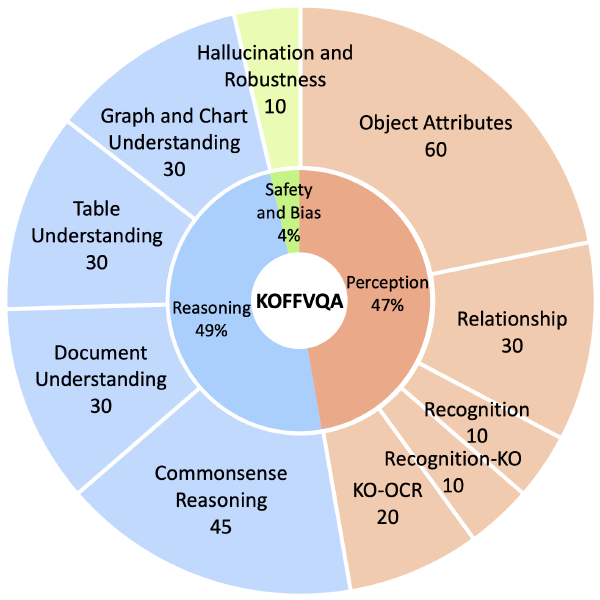 Hallucination and
Robustness
10
Object Attributes
60
Graph and Chart
Understanding
30
Table
Understanding
30
Safety
and Bias
4%
Perception
47%
KOFFVQA
Reasoning
49%
Relationship
30
Document
Understanding
30
Recognition
10
Recognition-KO
10
KO-OCR
20
Commonsense
Reasoning
45